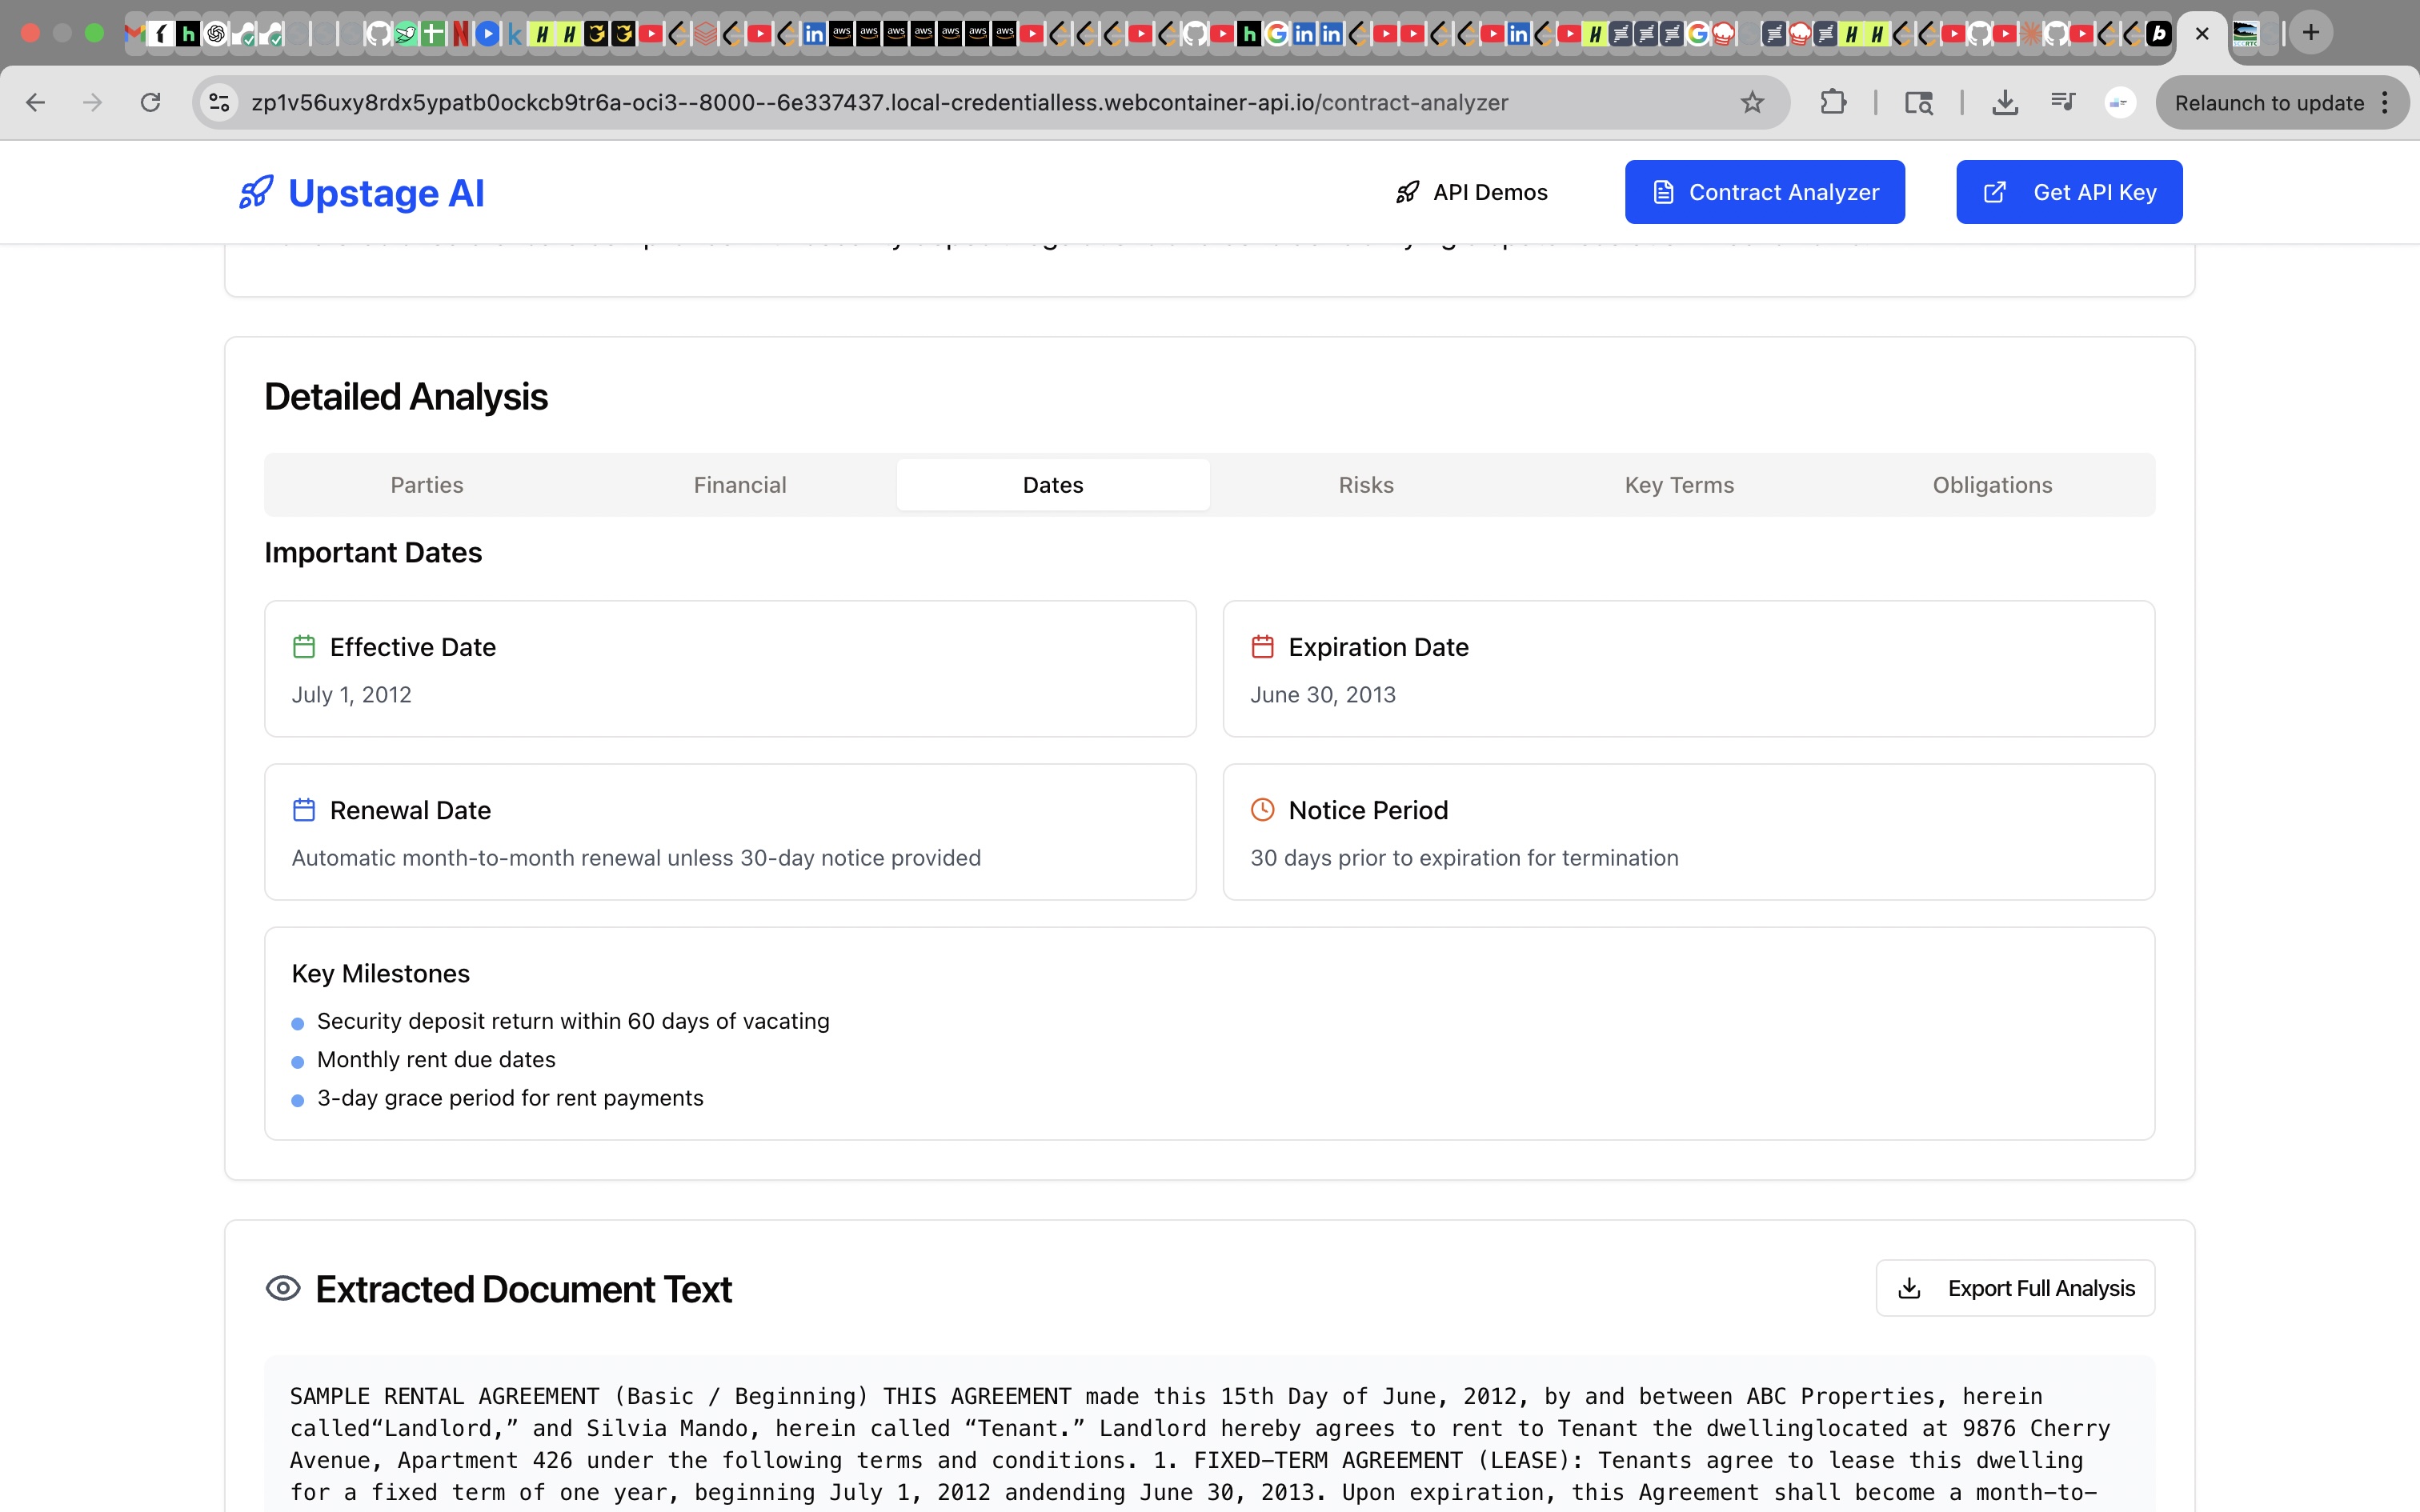 zp1v56uxy8rdx5ypatb0ockcb9tr6a-oci3--8000--6e337437.local-credentialless.webcontainer-api.io/contract-analyzer
Relaunch to update
Upstage AI
API Demos
Contract Analyzer
Get API Key
Detailed Analysis
Parties
Financial
Dates
Risks
Key Terms
Obligations
Important Dates
Effective Date
July 1, 2012
Expiration Date
June 30, 2013
Renewal Date
Automatic month-to-month renewal unless 30-day notice provided
Notice Period
30 days prior to expiration for termination
Key Milestones
Security deposit return within 60 days of vacating
Monthly rent due dates
3-day grace period for rent payments
Extracted Document Text
Export Full Analysis
SAMPLE RENTAL AGREEMENT (Basic / Beginning) THIS AGREEMENT made this 15th Day of June, 2012, by and between ABC Properties, herein
called“Landlord,” and Silvia Mando, herein called “Tenant.” Landlord hereby agrees to rent to Tenant the dwellinglocated at 9876 Cherry
Avenue, Apartment 426 under the following terms and conditions. 1. FIXED-TERM AGREEMENT (LEASE): Tenants agree to lease this dwelling
for a fixed term of one year, beginning July 1, 2012 andending June 30, 2013. Upon expiration, this Agreement shall become a month-to-